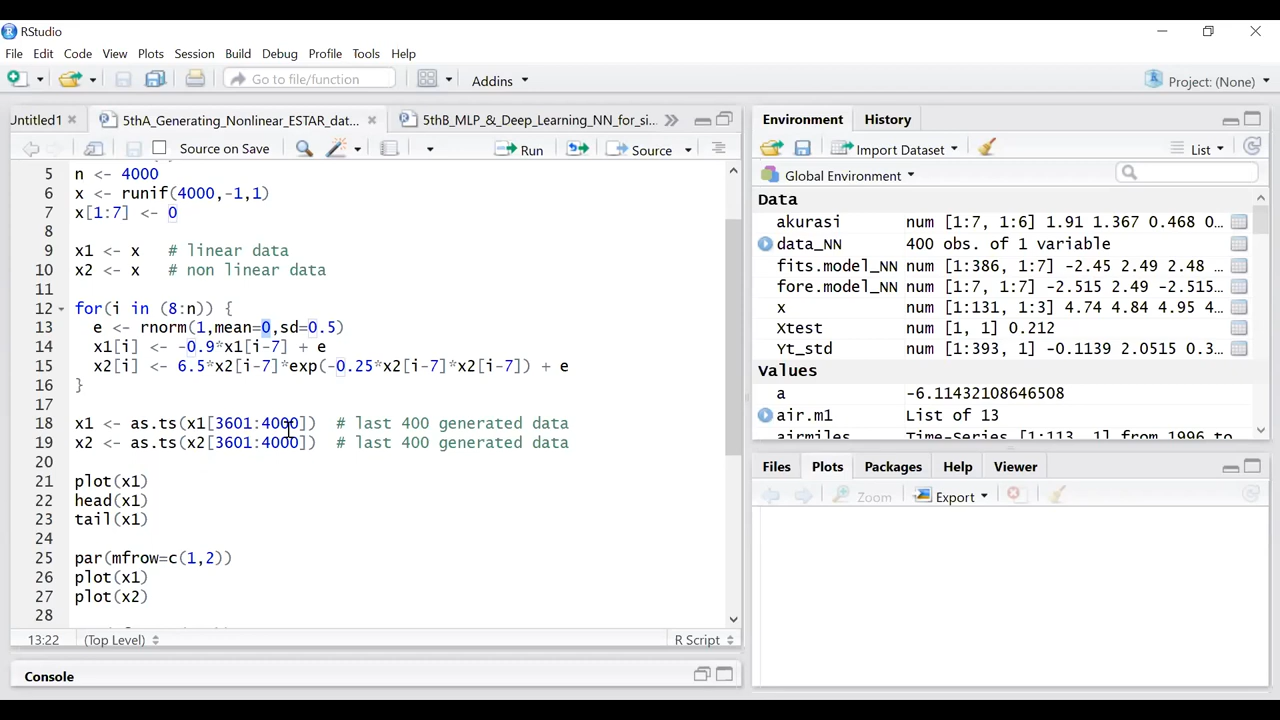 RStudio
File Edit Code View Plots Session Build Debug Profile Tools Help
Go to file/function Addins Project: (None)
Untitled1 5thA_Generating_Nonlinear_ESTAR_dat... 5thB_MLP_&_Deep_Learning_NN_for_si...
Source on Save Run Source
5 n <- 4000
6 x <- runif(4000,-1,1)
7 x[1:7] <- 0
8
9 x1 <- x # linear data
10 x2 <- x # non linear data
11
12 for(i in (8:n)) {
13 e <- rnorm(1,mean=0,sd=0.5)
14 x1[i] <- -0.9*x1[i-7] + e
15 x2[i] <- 6.5*x2[i-7]*exp(-0.25*x2[i-7]*x2[i-7]) + e
16 }
17
18 x1 <- as.ts(x1[3601:4000]) # last 400 generated data
19 x2 <- as.ts(x2[3601:4000]) # last 400 generated data
20
21 plot(x1)
22 head(x1)
23 tail(x1)
24
25 par(mfrow=c(1,2))
26 plot(x1)
27 plot(x2)
28
13:22 (Top Level) R Script
Console
Environment History
Import Dataset List
Global Environment
Data
akurasi num [1:7, 1:6] 1.91 1.367 0.468 0...
data_NN 400 obs. of 1 variable
fits.model_NN num [1:386, 1:7] -2.45 2.49 2.48 ...
fore.model_NN num [1:7, 1:7] -2.515 2.49 -2.515...
x num [1:131, 1:3] 4.74 4.84 4.95 4...
Xtest num [1, 1] 0.212
Yt_std num [1:393, 1] -0.1139 2.0515 0.3...
Values
a -6.11432108646508
air.m1 List of 13
airmiles Time-Series [1:113, 1] from 1996 to
Files Plots Packages Help Viewer
Zoom Export